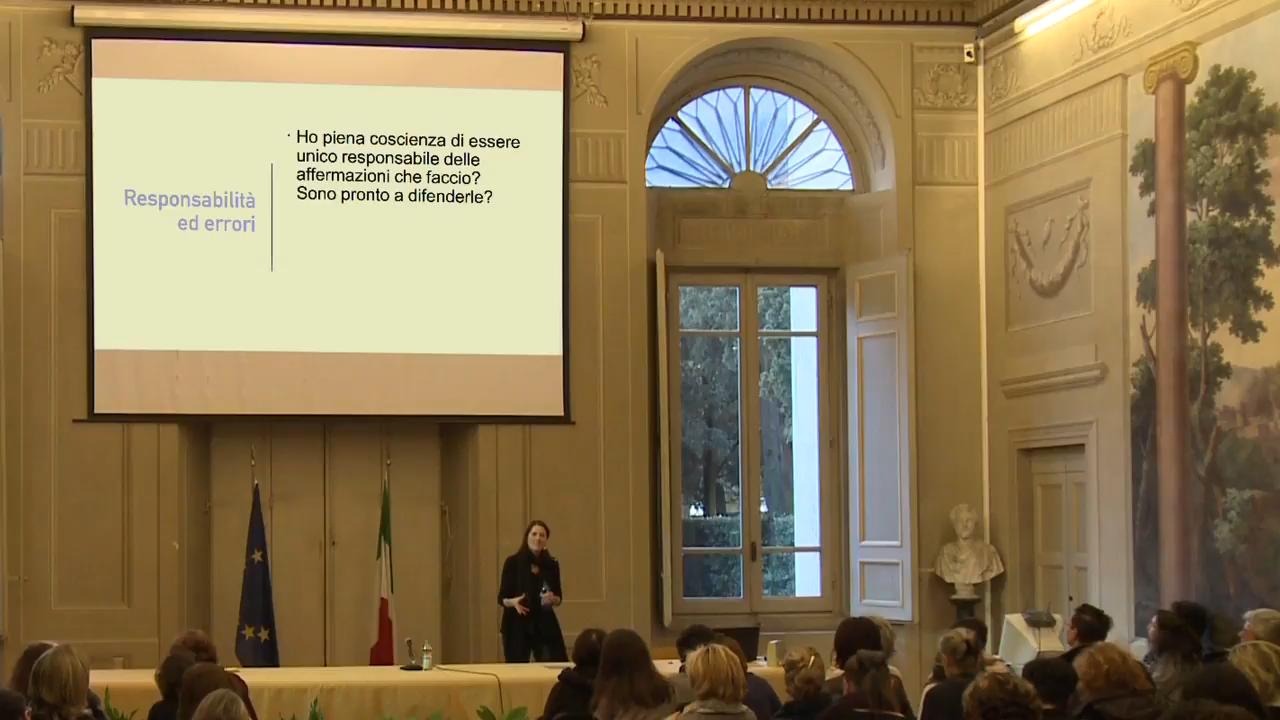 Responsabilità
ed errori
· Ho piena coscienza di essere
unico responsabile delle
affermazioni che faccio?
Sono pronto a difenderle?